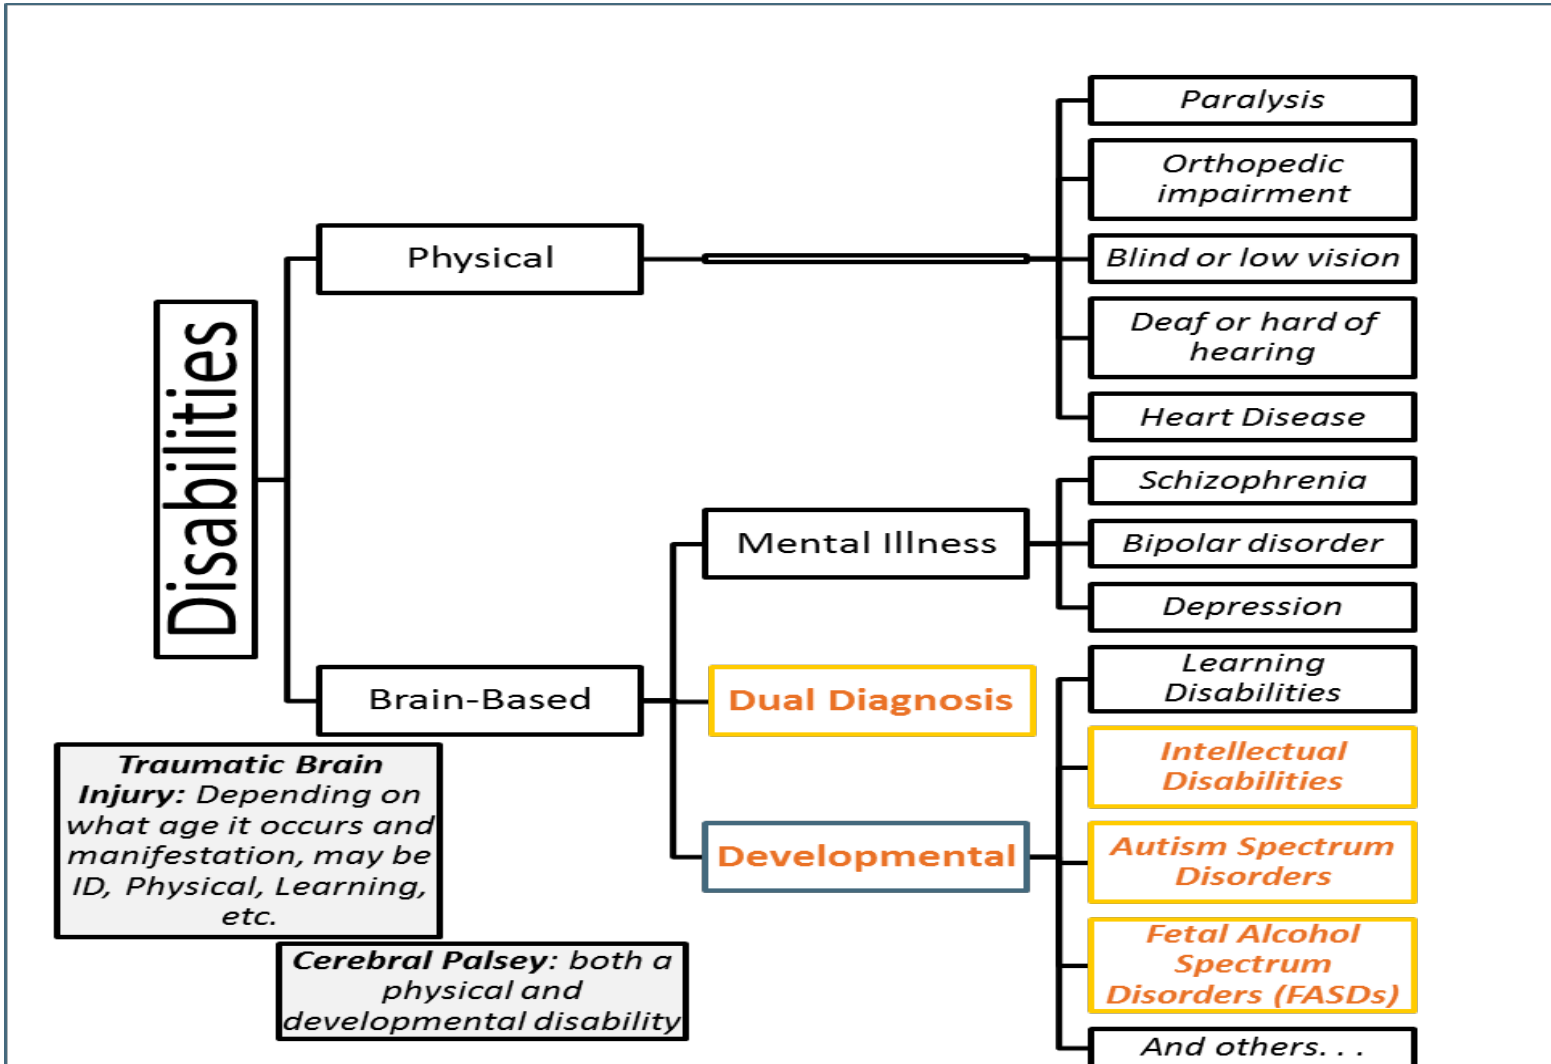 Disabilities
Physical
Paralysis
Orthopedic
impairment
Blind or low vision
Deaf or hard of
hearing
Heart Disease
Brain-Based
Mental Illness
Schizophrenia
Bipolar disorder
Depression
Dual Diagnosis
Developmental
Learning
Disabilities
Intellectual
Disabilities
Autism Spectrum
Disorders
Fetal Alcohol
Spectrum
Disorders (FASDs)
And others. . .
Traumatic Brain
Injury: Depending on
what age it occurs and
manifestation, may be
ID, Physical, Learning,
etc.
Cerebral Palsey: both a
physical and
developmental disability